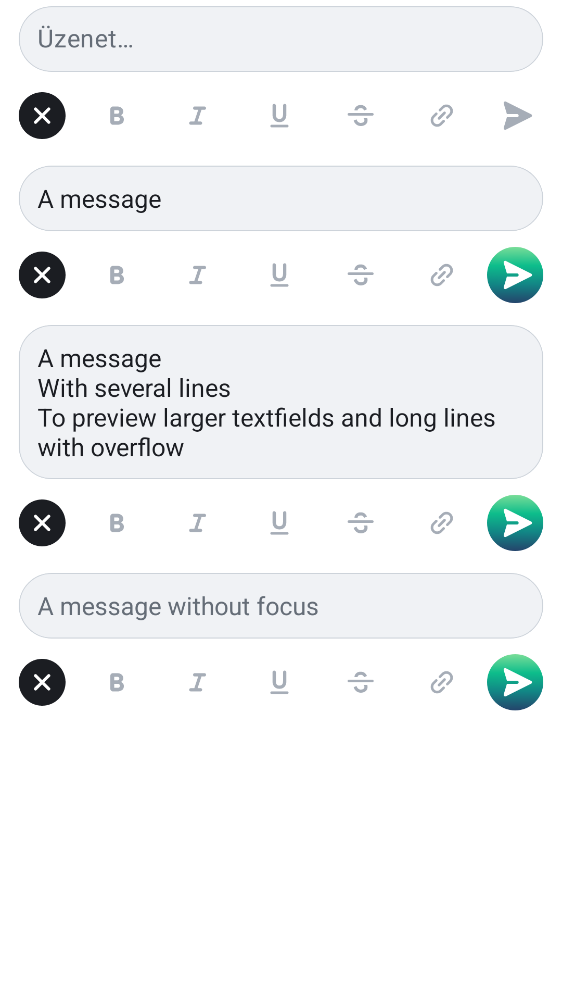 Üzenet…
A message
A message
With several lines
To preview larger textfields and long lines
with overflow
A message without focus